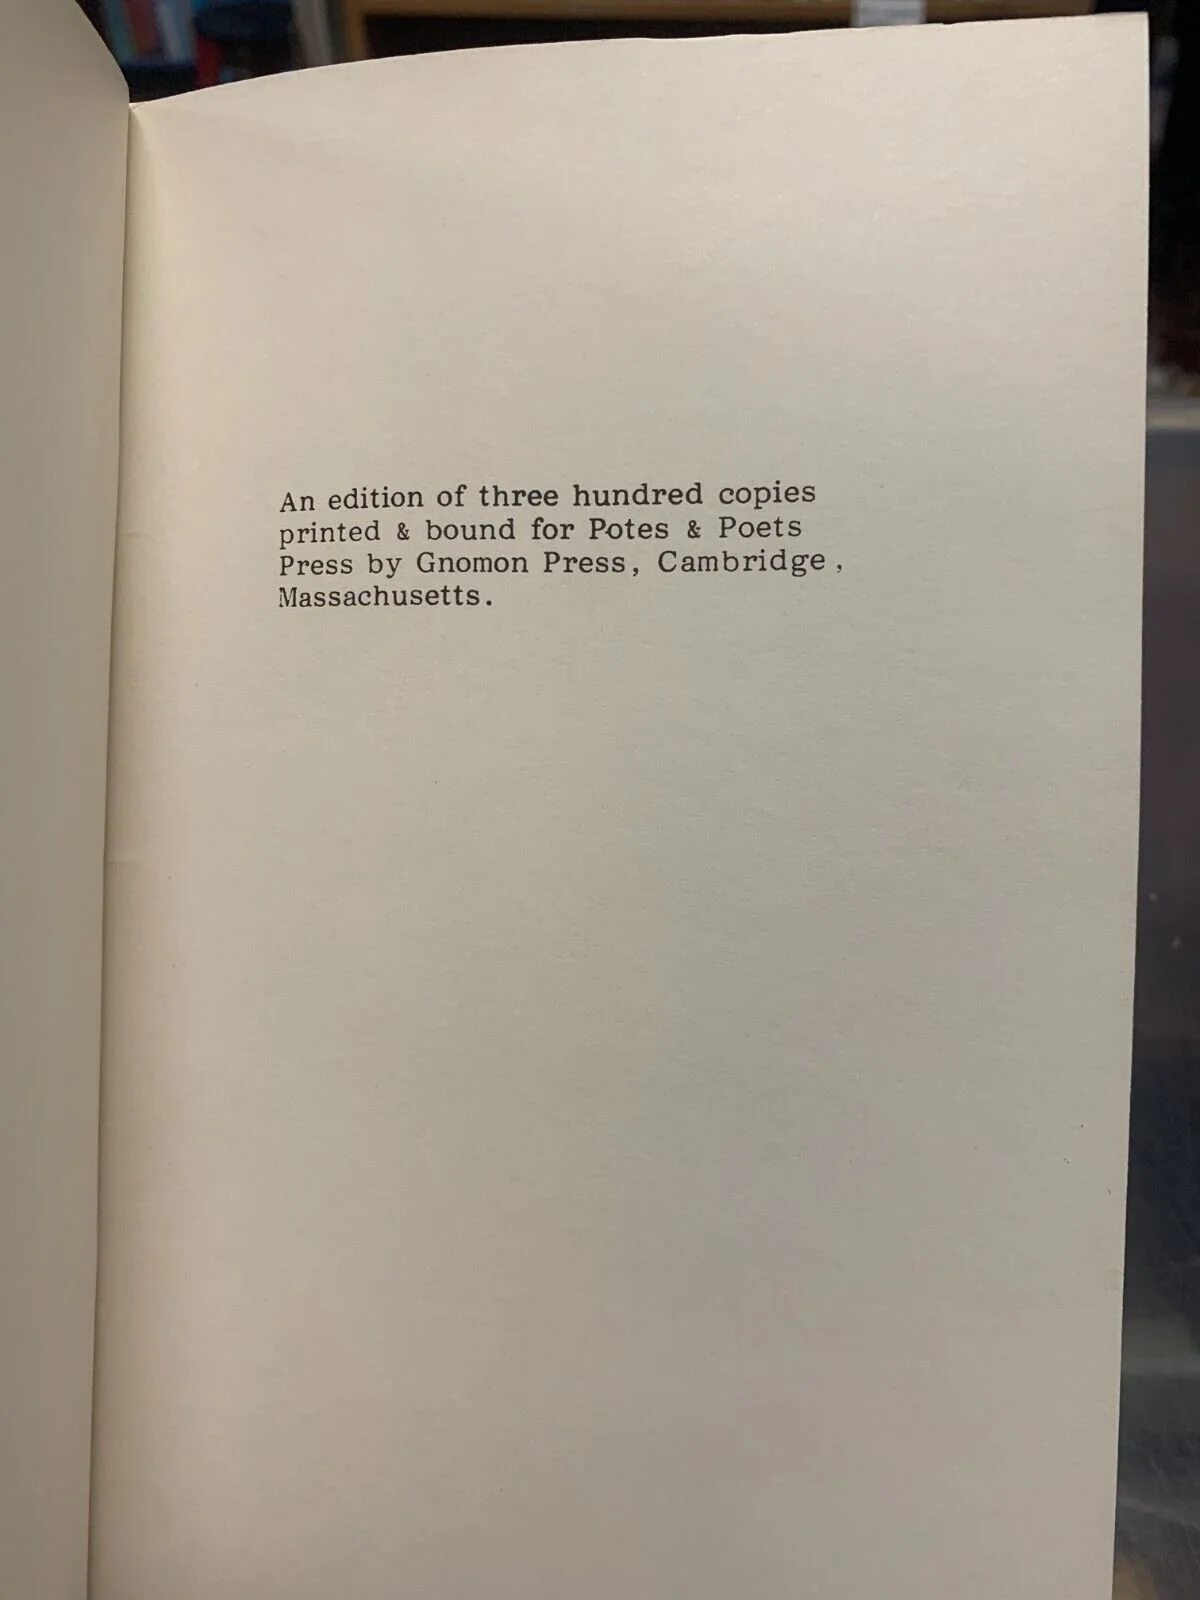 An edition of three hundred copies
printed & bound for Potes & Poets
Press by Gnomon Press, Cambridge,
Massachusetts.